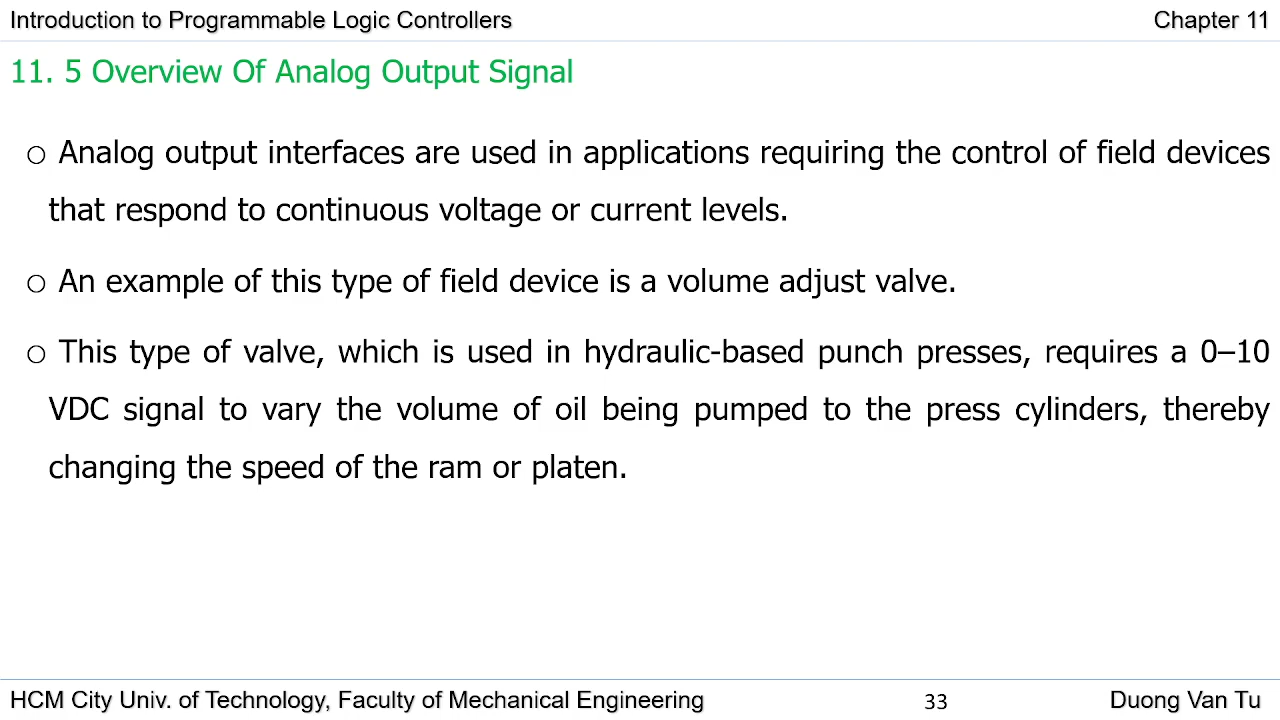 Introduction to Programmable Logic Controllers Chapter 11
11. 5 Overview Of Analog Output Signal
○ Analog output interfaces are used in applications requiring the control of field devices
that respond to continuous voltage or current levels.
○ An example of this type of field device is a volume adjust valve.
○ This type of valve, which is used in hydraulic-based punch presses, requires a 0–10
VDC signal to vary the volume of oil being pumped to the press cylinders, thereby
changing the speed of the ram or platen.
HCM City Univ. of Technology, Faculty of Mechanical Engineering 33 Duong Van Tu